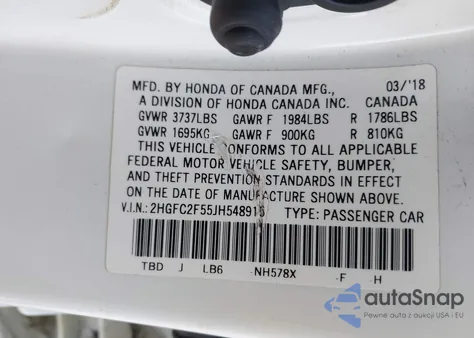 MFD. BY HONDA OF CANADA MFG., 03/'18
A DIVISION OF HONDA CANADA INC. CANADA
GVWR 3737LBS GAWR F 1984LBS R 1786LBS
GVWR 1695KG GAWR F 900KG R 810KG
THIS VEHICLE CONFORMS TO ALL APPLICABLE
FEDERAL MOTOR VEHICLE SAFETY, BUMPER,
AND THEFT PREVENTION STANDARDS IN EFFECT
ON THE DATE OF MANUFACTURE SHOWN ABOVE.
V.I.N.: TYPE: PASSENGER CAR
TBD J LB6 NH578X -F H
autoSnap
Pewne auta z aukcji USA i EU